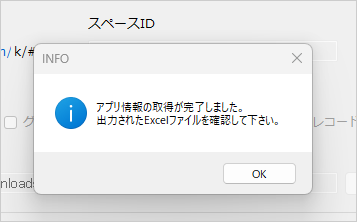 スペースID
n/k/#
INFO
アプリ情報の取得が完了しました。
出力されたExcelファイルを確認して下さい。
グ
レコード
nloads
OK